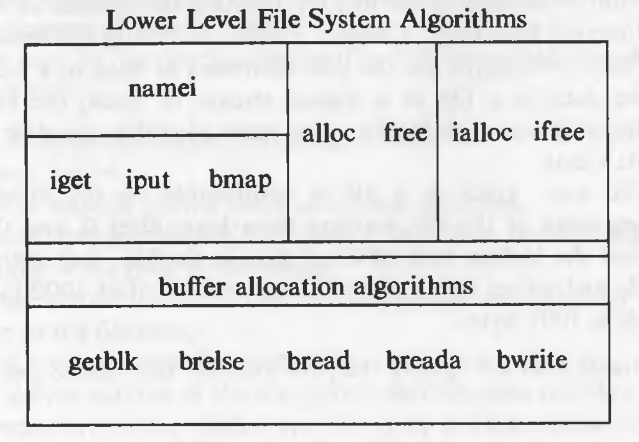 Lower Level File System Algorithms
namei
alloc free ialloc ifree
iget iput bmap
buffer allocation algorithms
getblk brelse bread breada bwrite